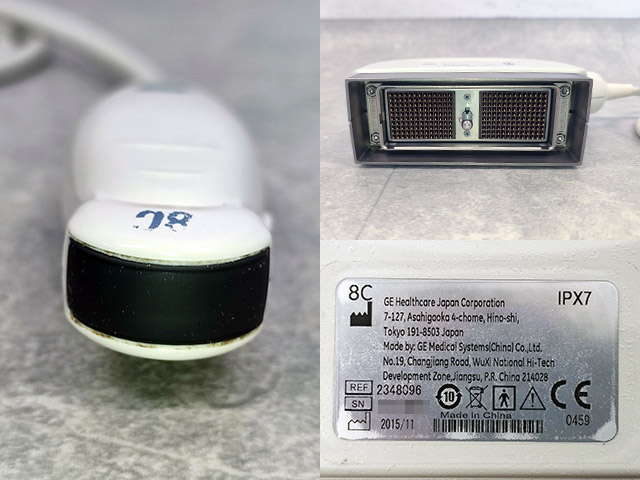 8C
8C
IPX7
GE Healthcare Japan Corporation
7-127, Asahigaoka 4-chome, Hino-shi,
Tokyo 191-8503 Japan
Made by: GE Medical Systems(China) Co.,Ltd.
No.19, Changjiang Road, WuXi National Hi-Tech
Development Zone,Jiangsu, P.R. China 214028
REF 2348096
SN
10
Made in China
2015/11
CE
0459